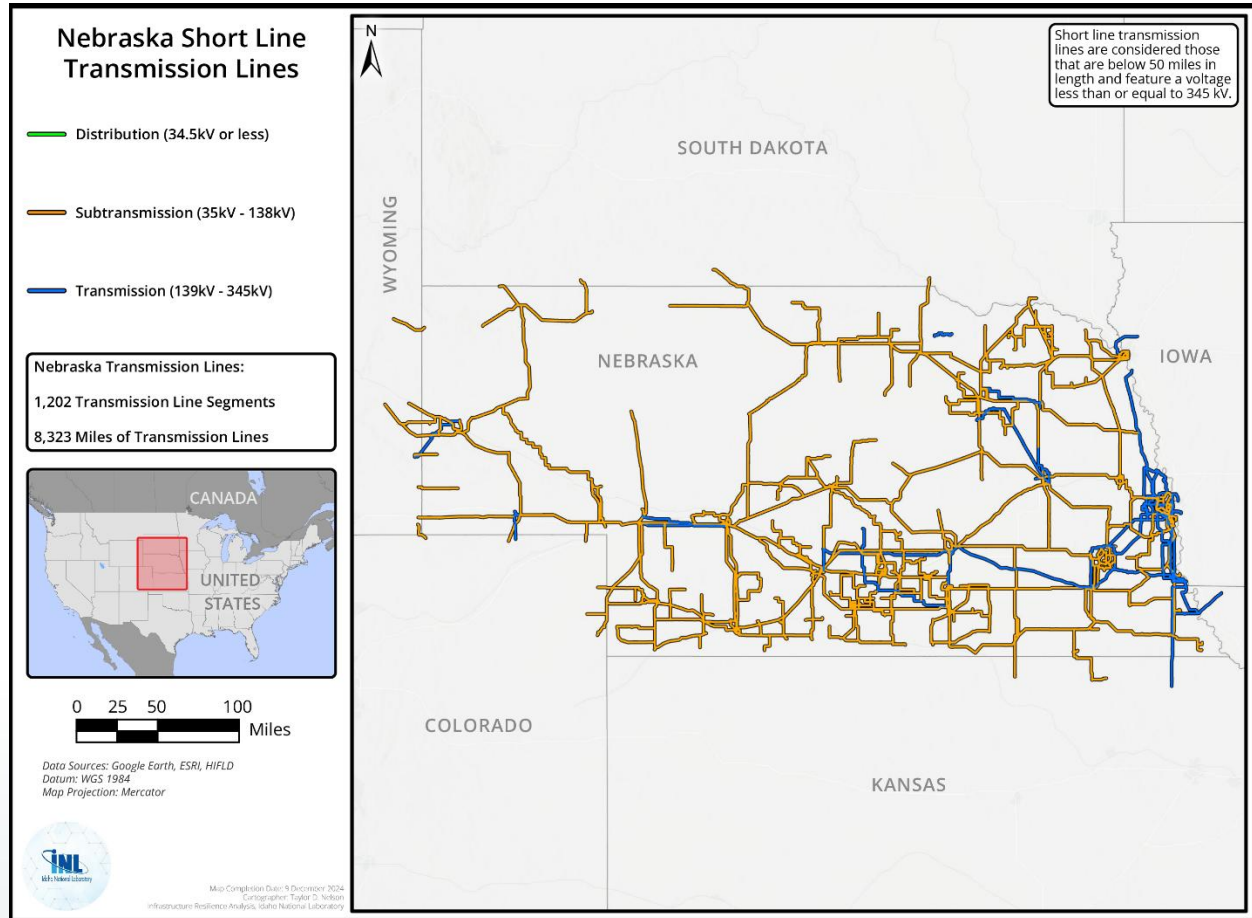 Nebraska Short Line
Transmission Lines
Distribution (34.5kV or less)
Subtransmission (35kV - 138kV)
Transmission (139kV - 345kV)
Nebraska Transmission Lines:
1,202 Transmission Line Segments
8,323 Miles of Transmission Lines
CANADA
UNITED
STATES
0 25 50 100
Miles
Data Sources: Google Earth, ESRI, HIFLD
Datum: WGS 1984
Map Projection: Mercator
INL
Idaho National Laboratory
Map Completion Date: 9 December 2024
Cartographer: Taylor D. Nelson
Infrastructure Resilience Analysis, Idaho National Laboratory
N
Short line transmission
lines are considered those
that are below 50 miles in
length and feature a voltage
less than or equal to 345 kV.
SOUTH DAKOTA
WYOMING
NEBRASKA
IOWA
COLORADO
KANSAS